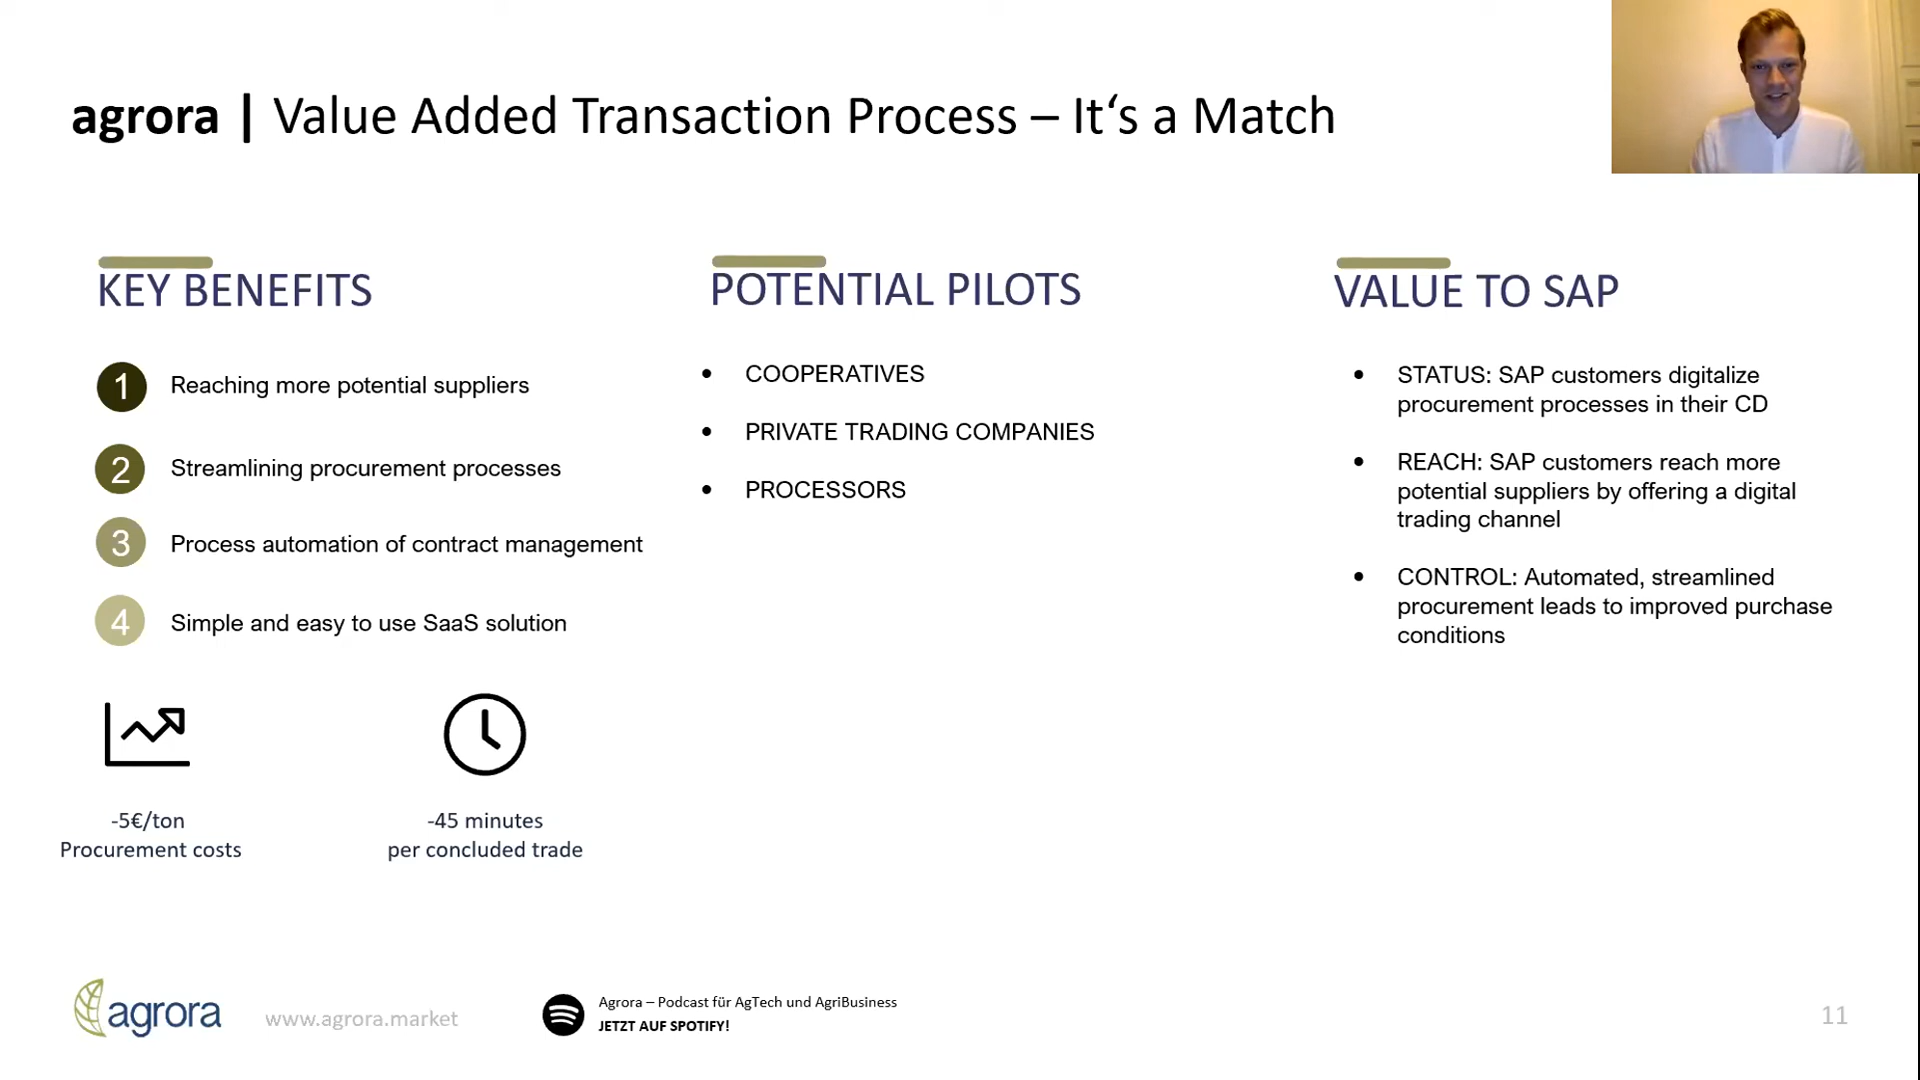 agrora | Value Added Transaction Process – It‘s a Match
KEY BENEFITS
1 Reaching more potential suppliers
2 Streamlining procurement processes
3 Process automation of contract management
4 Simple and easy to use SaaS solution
-5€/ton
Procurement costs
-45 minutes
per concluded trade
POTENTIAL PILOTS
• COOPERATIVES
• PRIVATE TRADING COMPANIES
• PROCESSORS
VALUE TO SAP
• STATUS: SAP customers digitalize
procurement processes in their CD
• REACH: SAP customers reach more
potential suppliers by offering a digital
trading channel
• CONTROL: Automated, streamlined
procurement leads to improved purchase
conditions
agrora
www.agrora.market
Agrora – Podcast für AgTech und AgriBusiness
JETZT AUF SPOTIFY!
11